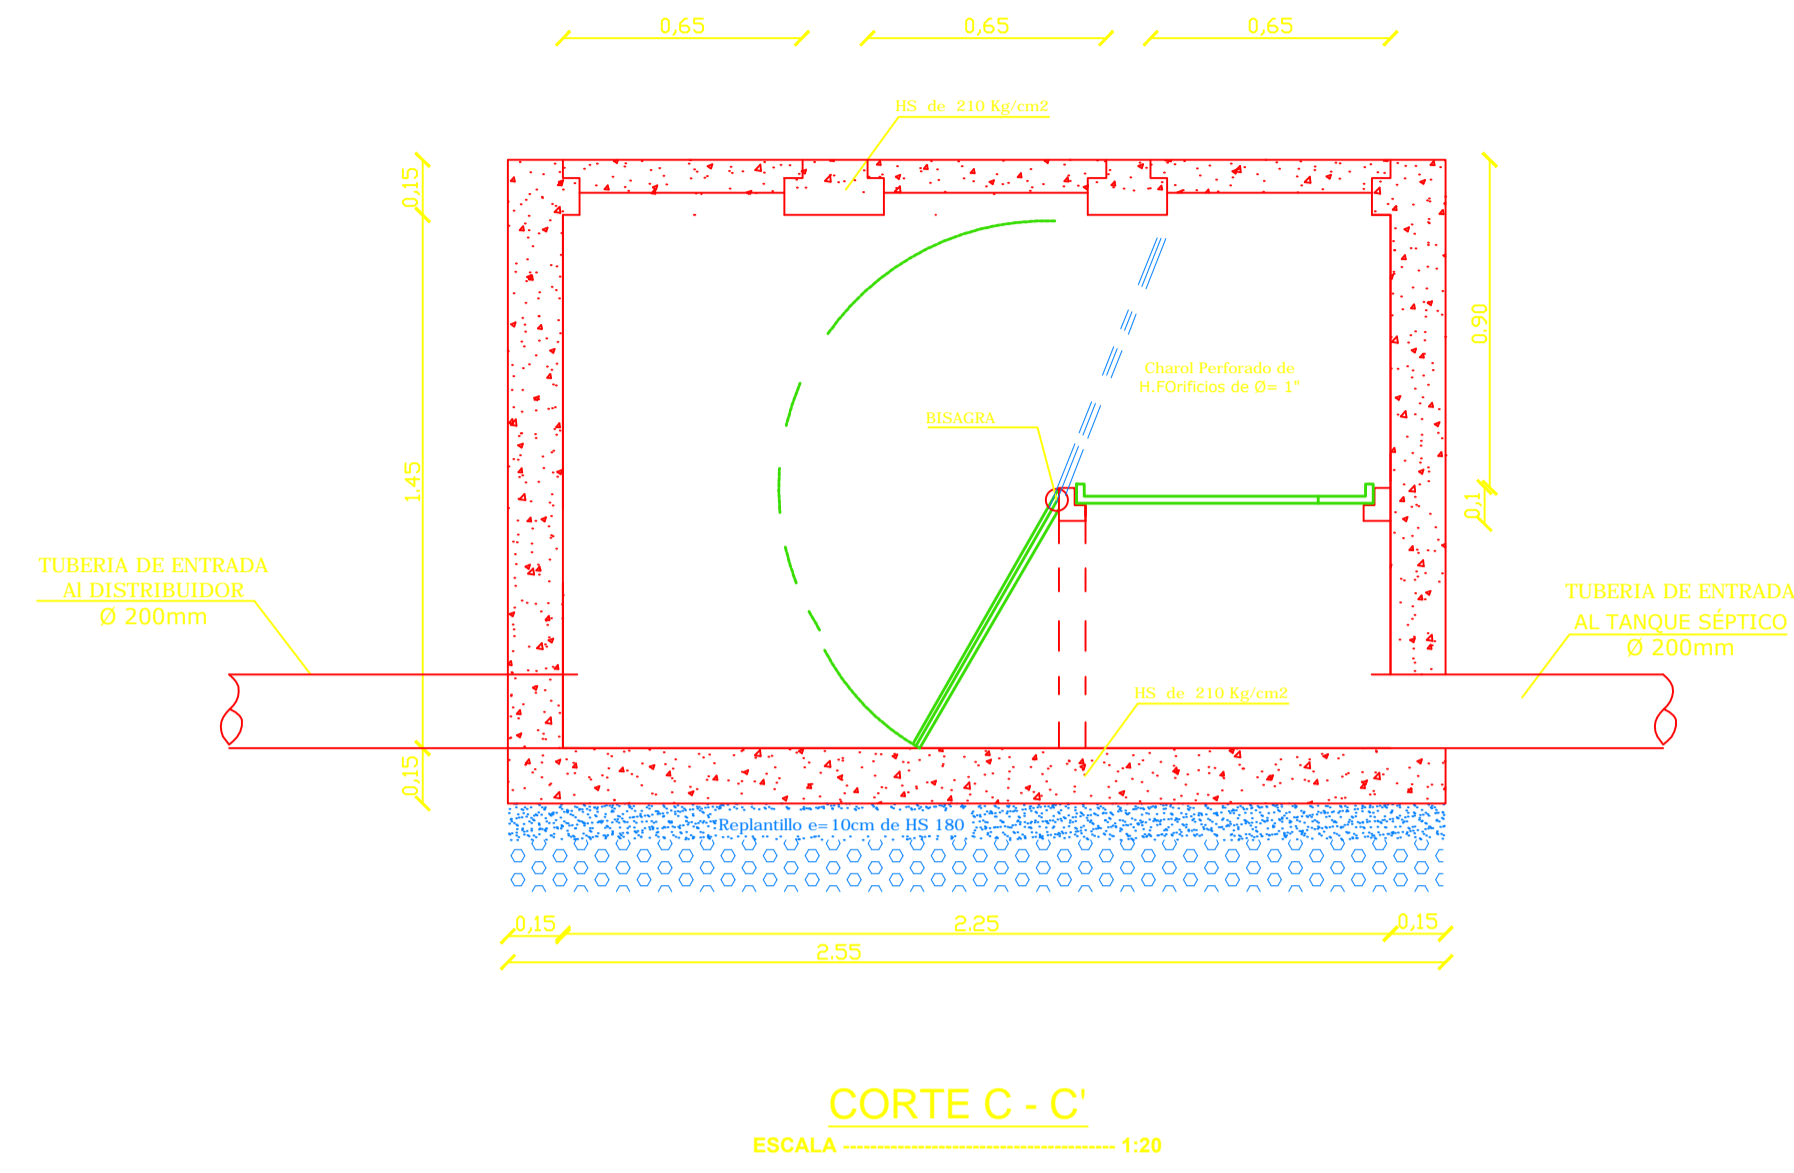 0,65
0,65
0,65
HS de 210 Kg/cm2
0,15
0.90
Charol Perforado de
H.FOrificios de Ø= 1"
BISAGRA
1.45
0,1
TUBERIA DE ENTRADA
Al DISTRIBUIDOR
Ø 200mm
TUBERIA DE ENTRADA
AL TANQUE SÉPTICO
Ø 200mm
HS de 210 Kg/cm2
0,15
Replantillo e=10cm de HS 180
0,15
2.25
0,15
2.55
CORTE C - C'
ESCALA --------------------------------------- 1:20